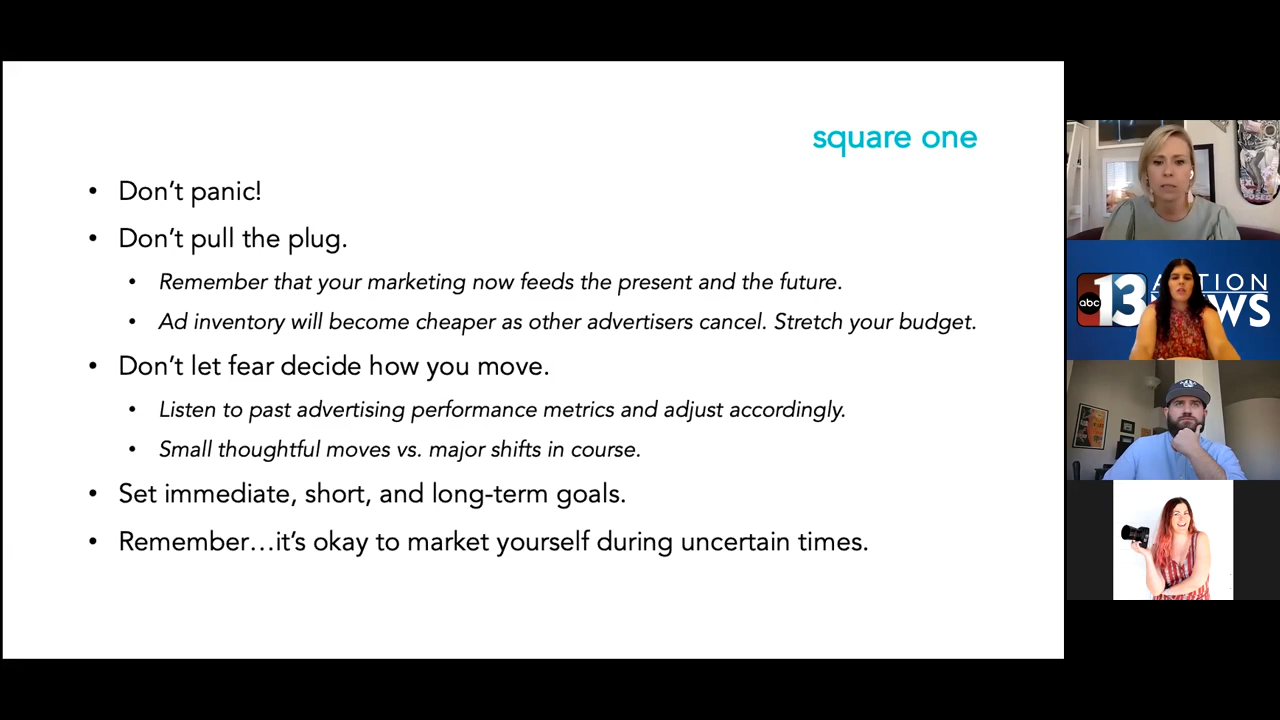 square one
• Don’t panic!
• Don’t pull the plug.
• Remember that your marketing now feeds the present and the future.
• Ad inventory will become cheaper as other advertisers cancel. Stretch your budget.
• Don’t let fear decide how you move.
• Listen to past advertising performance metrics and adjust accordingly.
• Small thoughtful moves vs. major shifts in course.
• Set immediate, short, and long-term goals.
• Remember…it’s okay to market yourself during uncertain times.
abc 13